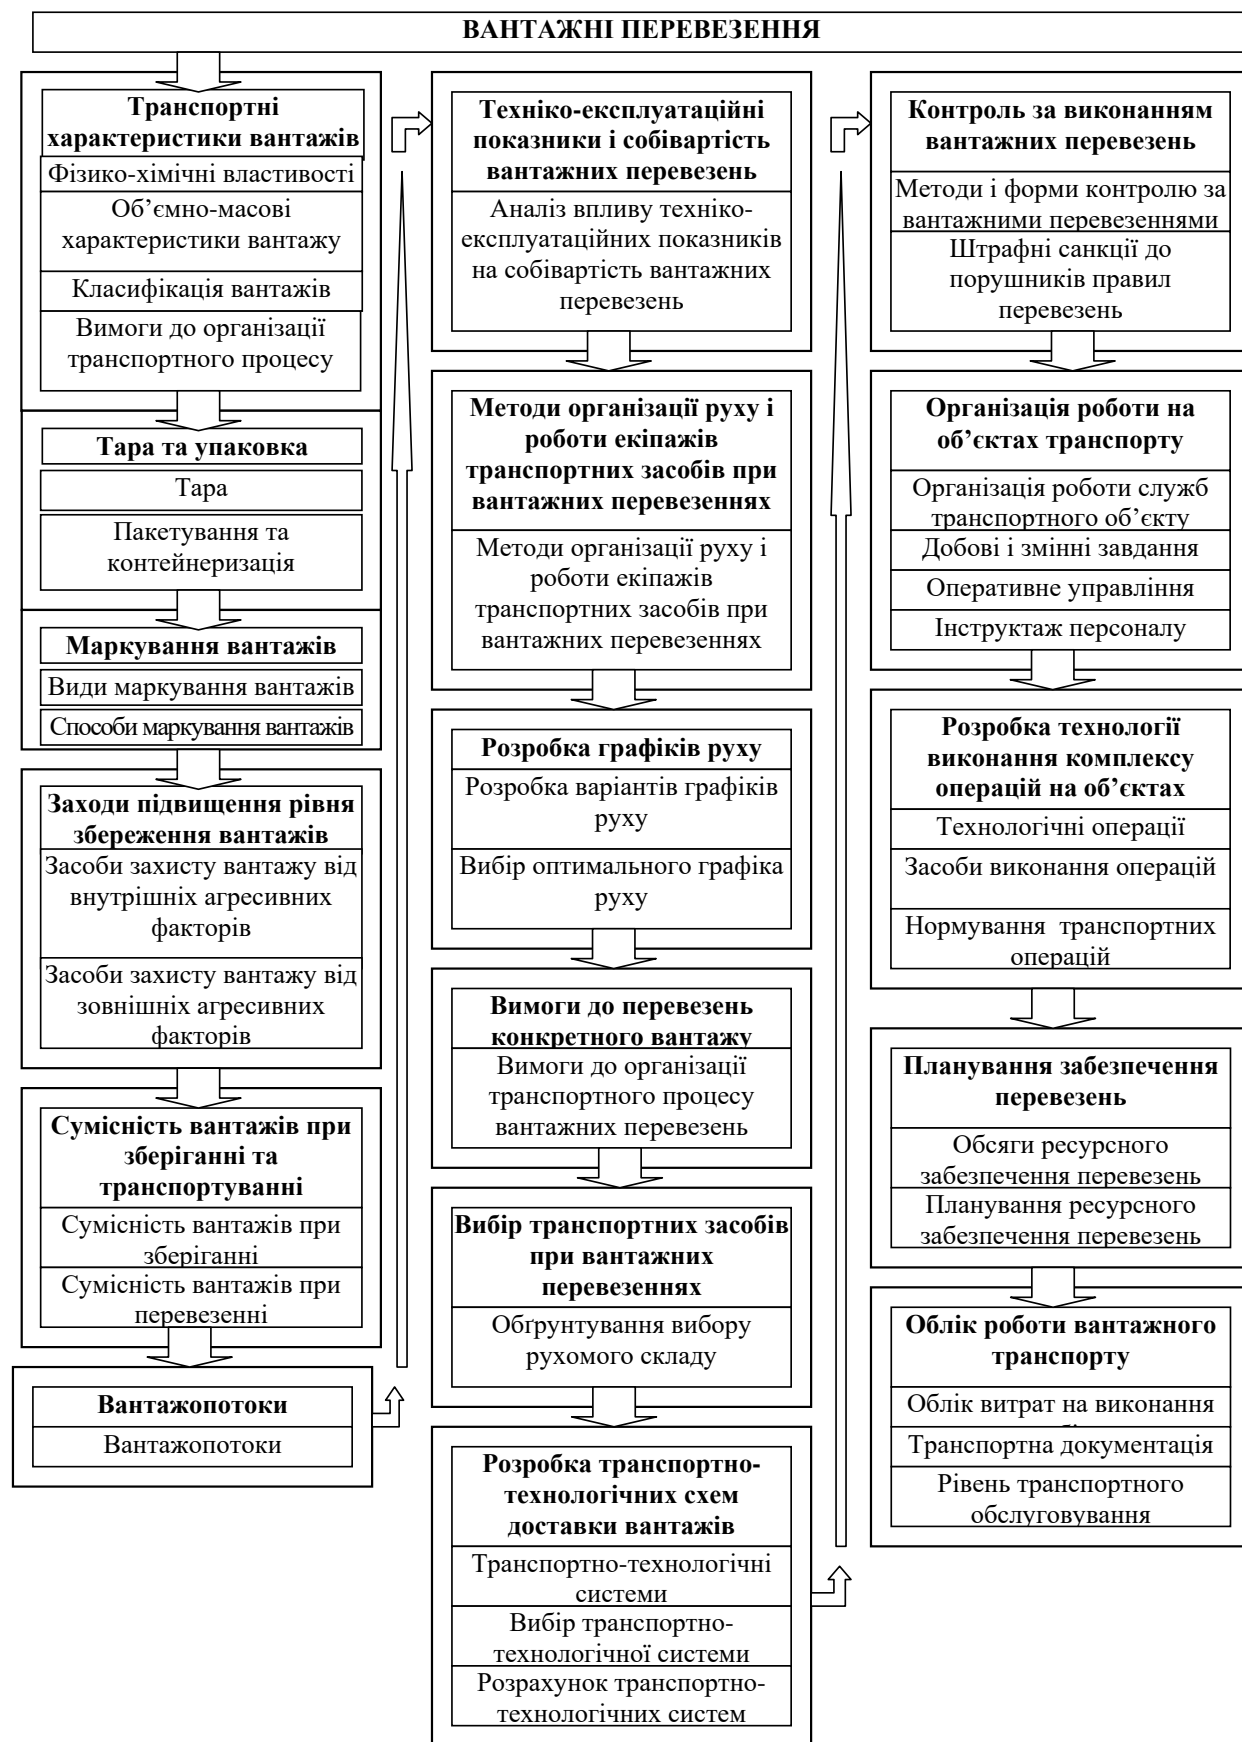 ВАНТАЖНІ ПЕРЕВЕЗЕННЯ
Транспортні
характеристики вантажів
Фізико-хімічні властивості
Об’ємно-масові
характеристики вантажу
Класифікація вантажів
Вимоги до організації
транспортного процесу
Тара та упаковка
Тара
Пакетування та
контейнеризація
Маркування вантажів
Види маркування вантажів
Способи маркування вантажів
Заходи підвищення рівня
збереження вантажів
Засоби захисту вантажу від
внутрішніх агресивних
факторів
Засоби захисту вантажу від
зовнішніх агресивних
факторів
Сумісність вантажів при
зберіганні та
транспортуванні
Сумісність вантажів при
зберіганні
Сумісність вантажів при
перевезенні
Вантажопотоки
Вантажопотоки
Техніко-експлуатаційні
показники і собівартість
вантажних перевезень
Аналіз впливу техніко-
експлуатаційних показників
на собівартість вантажних
перевезень
Методи організації руху і
роботи екіпажів
транспортних засобів при
вантажних перевезеннях
Методи організації руху і
роботи екіпажів
транспортних засобів при
вантажних перевезеннях
Розробка графіків руху
Розробка варіантів графіків
руху
Вибір оптимального графіка
руху
Вимоги до перевезень
конкретного вантажу
Вимоги до організації
транспортного процесу
вантажних перевезень
Вибір транспортних засобів
при вантажних
перевезеннях
Обґрунтування вибору
рухомого складу
Розробка транспортно-
технологічних схем
доставки вантажів
Транспортно-технологічні
системи
Вибір транспортно-
технологічної системи
Розрахунок транспортно-
технологічних систем
Контроль за виконанням
вантажних перевезень
Методи і форми контролю за
вантажними перевезеннями
Штрафні санкції до
порушників правил
перевезень
Організація роботи на
об’єктах транспорту
Організація роботи служб
транспортного об’єкту
Добові і змінні завдання
Оперативне управління
Інструктаж персоналу
Розробка технології
виконання комплексу
операцій на об’єктах
Технологічні операції
Засоби виконання операцій
Нормування транспортних
операцій
Планування забезпечення
перевезень
Обсяги ресурсного
забезпечення перевезень
Планування ресурсного
забезпечення перевезень
Облік роботи вантажного
транспорту
Облік витрат на виконання
Транспортна документація
Рівень транспортного
обслуговування